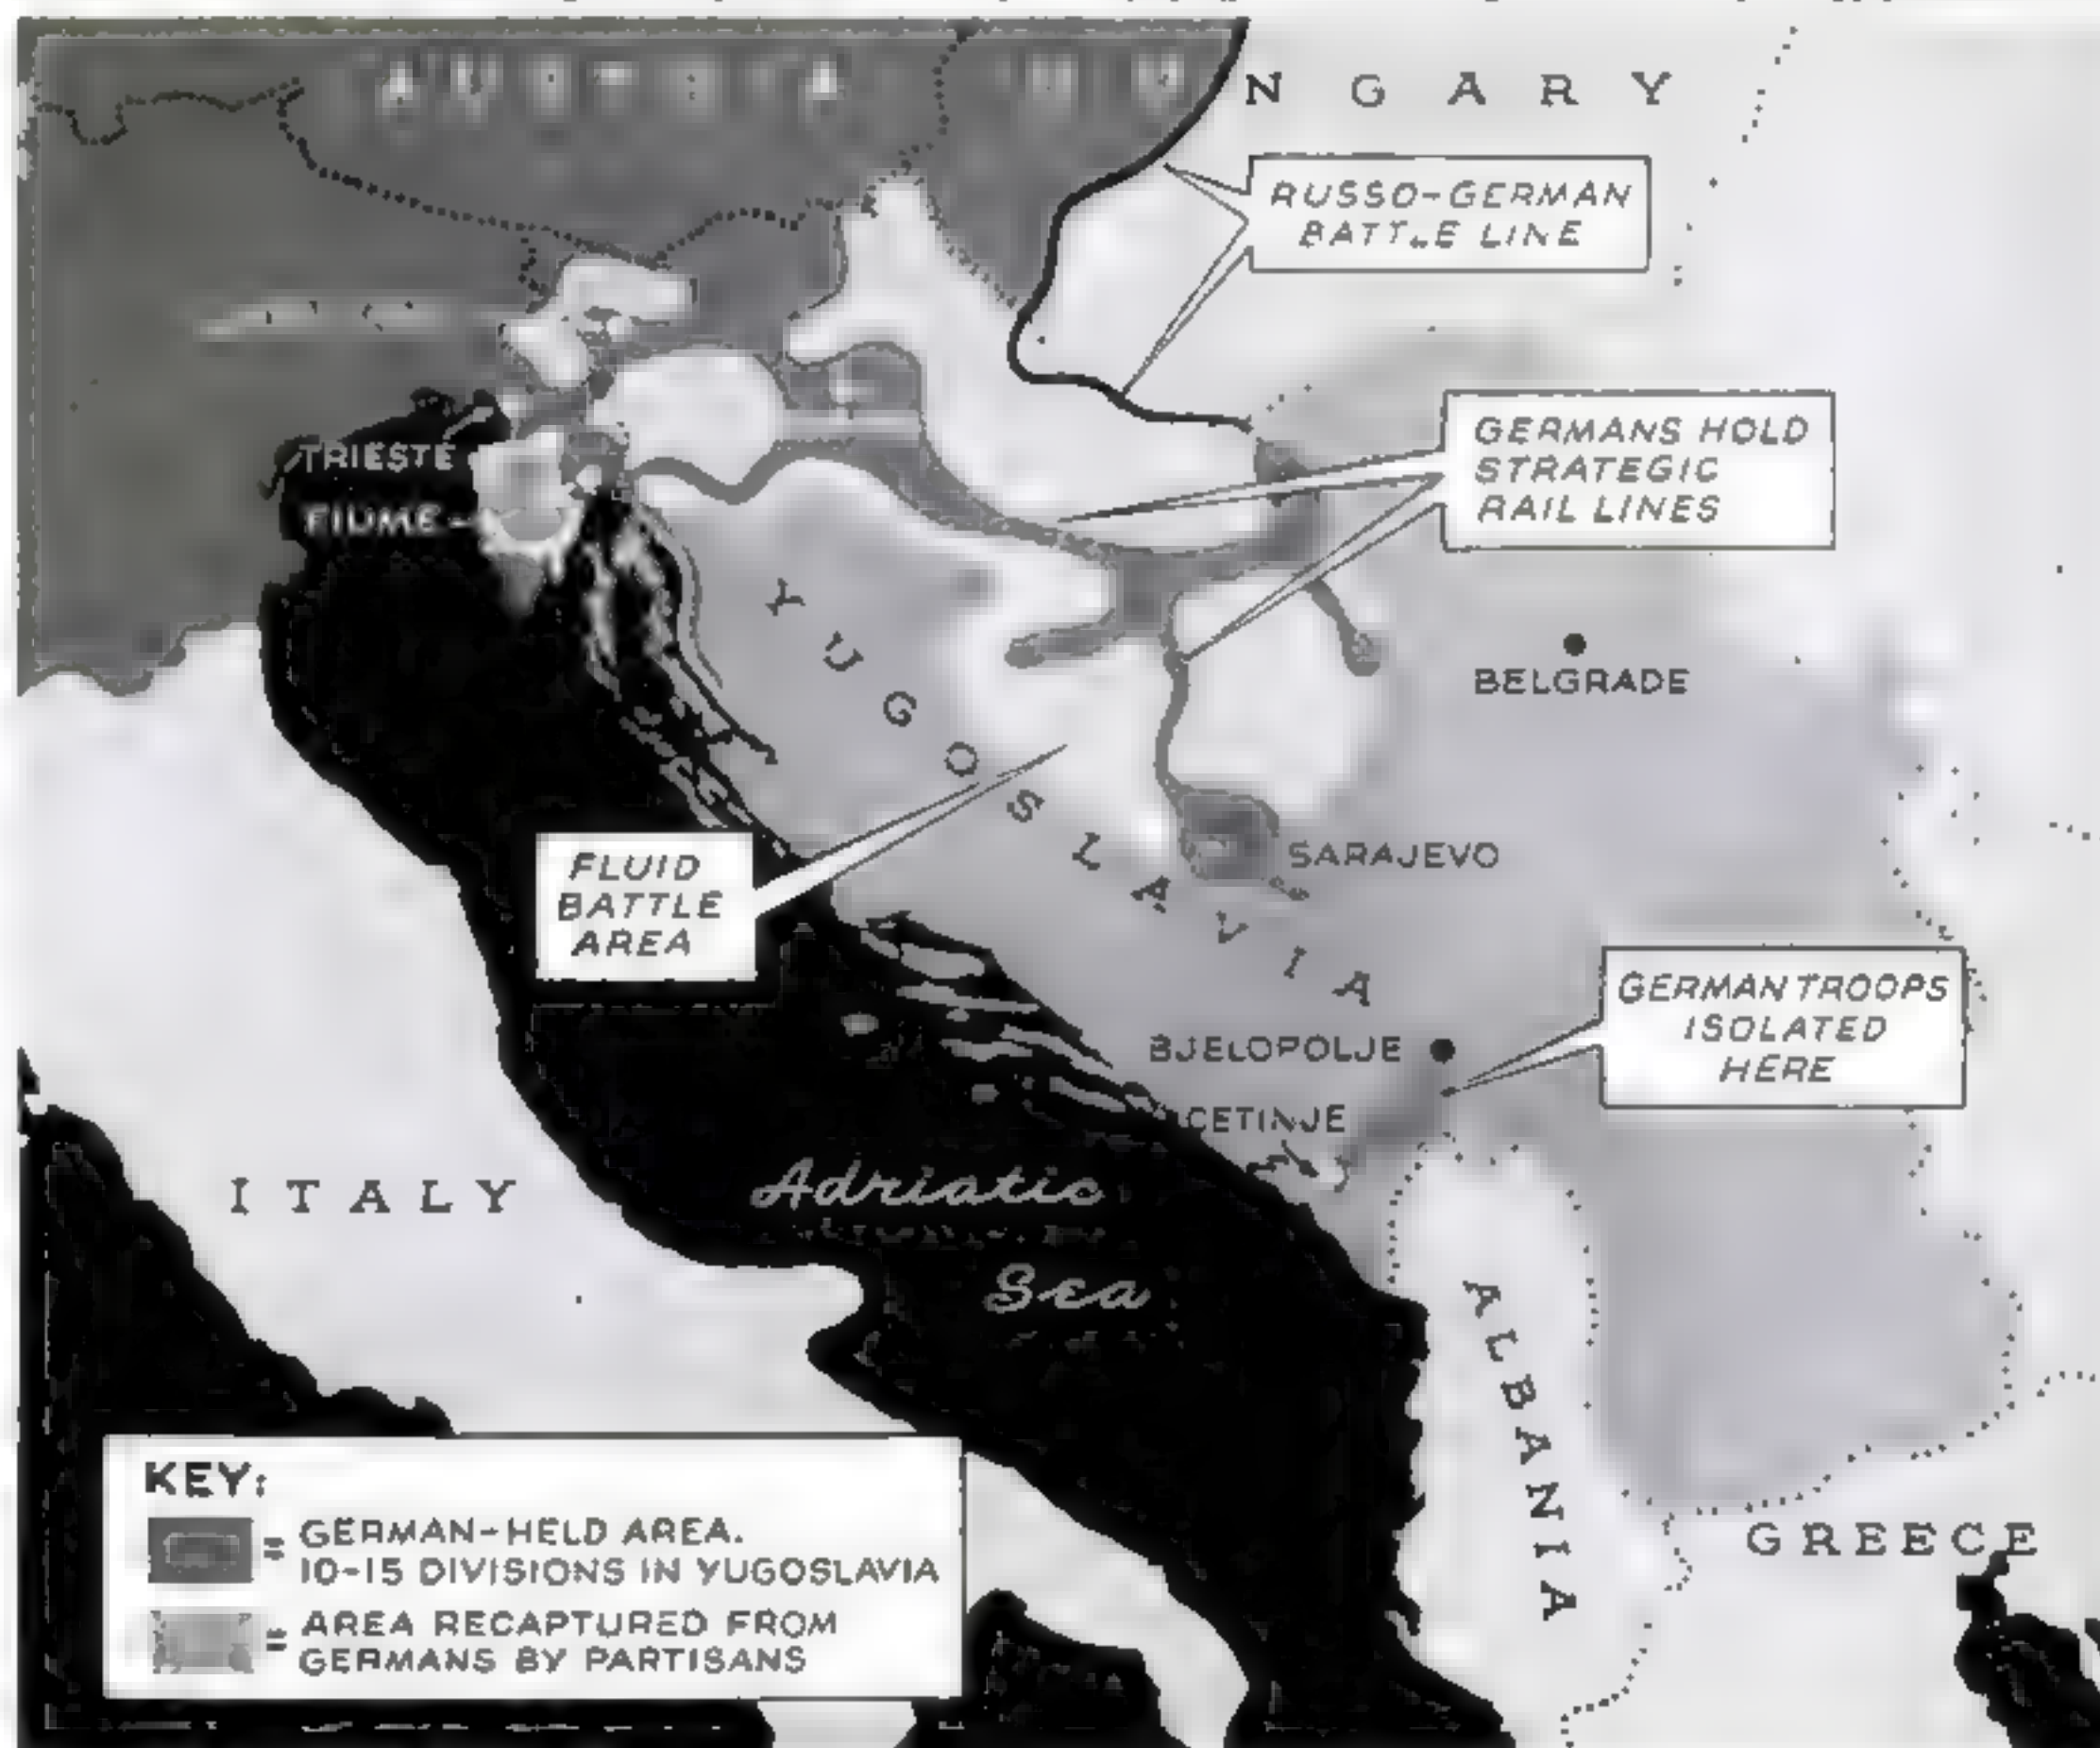 NGARY
RUSSO-GERMAN
BATTLE LINE
GERMANS HOLD
STRATEGIC
RAIL LINES
TRIESTE
FIUME
YUGOSLAVIA
BELGRADE
FLUID
BATTLE
AREA
SARAJEVO
GERMAN TROOPS
ISOLATED
HERE
BJELOPOLJE
CETINJE
ITALY
Adriatic
Sea
ALBANIA
GREECE
KEY:
= GERMAN-HELD AREA.
10-15 DIVISIONS IN YUGOSLAVIA
= AREA RECAPTURED FROM
GERMANS BY PARTISANS